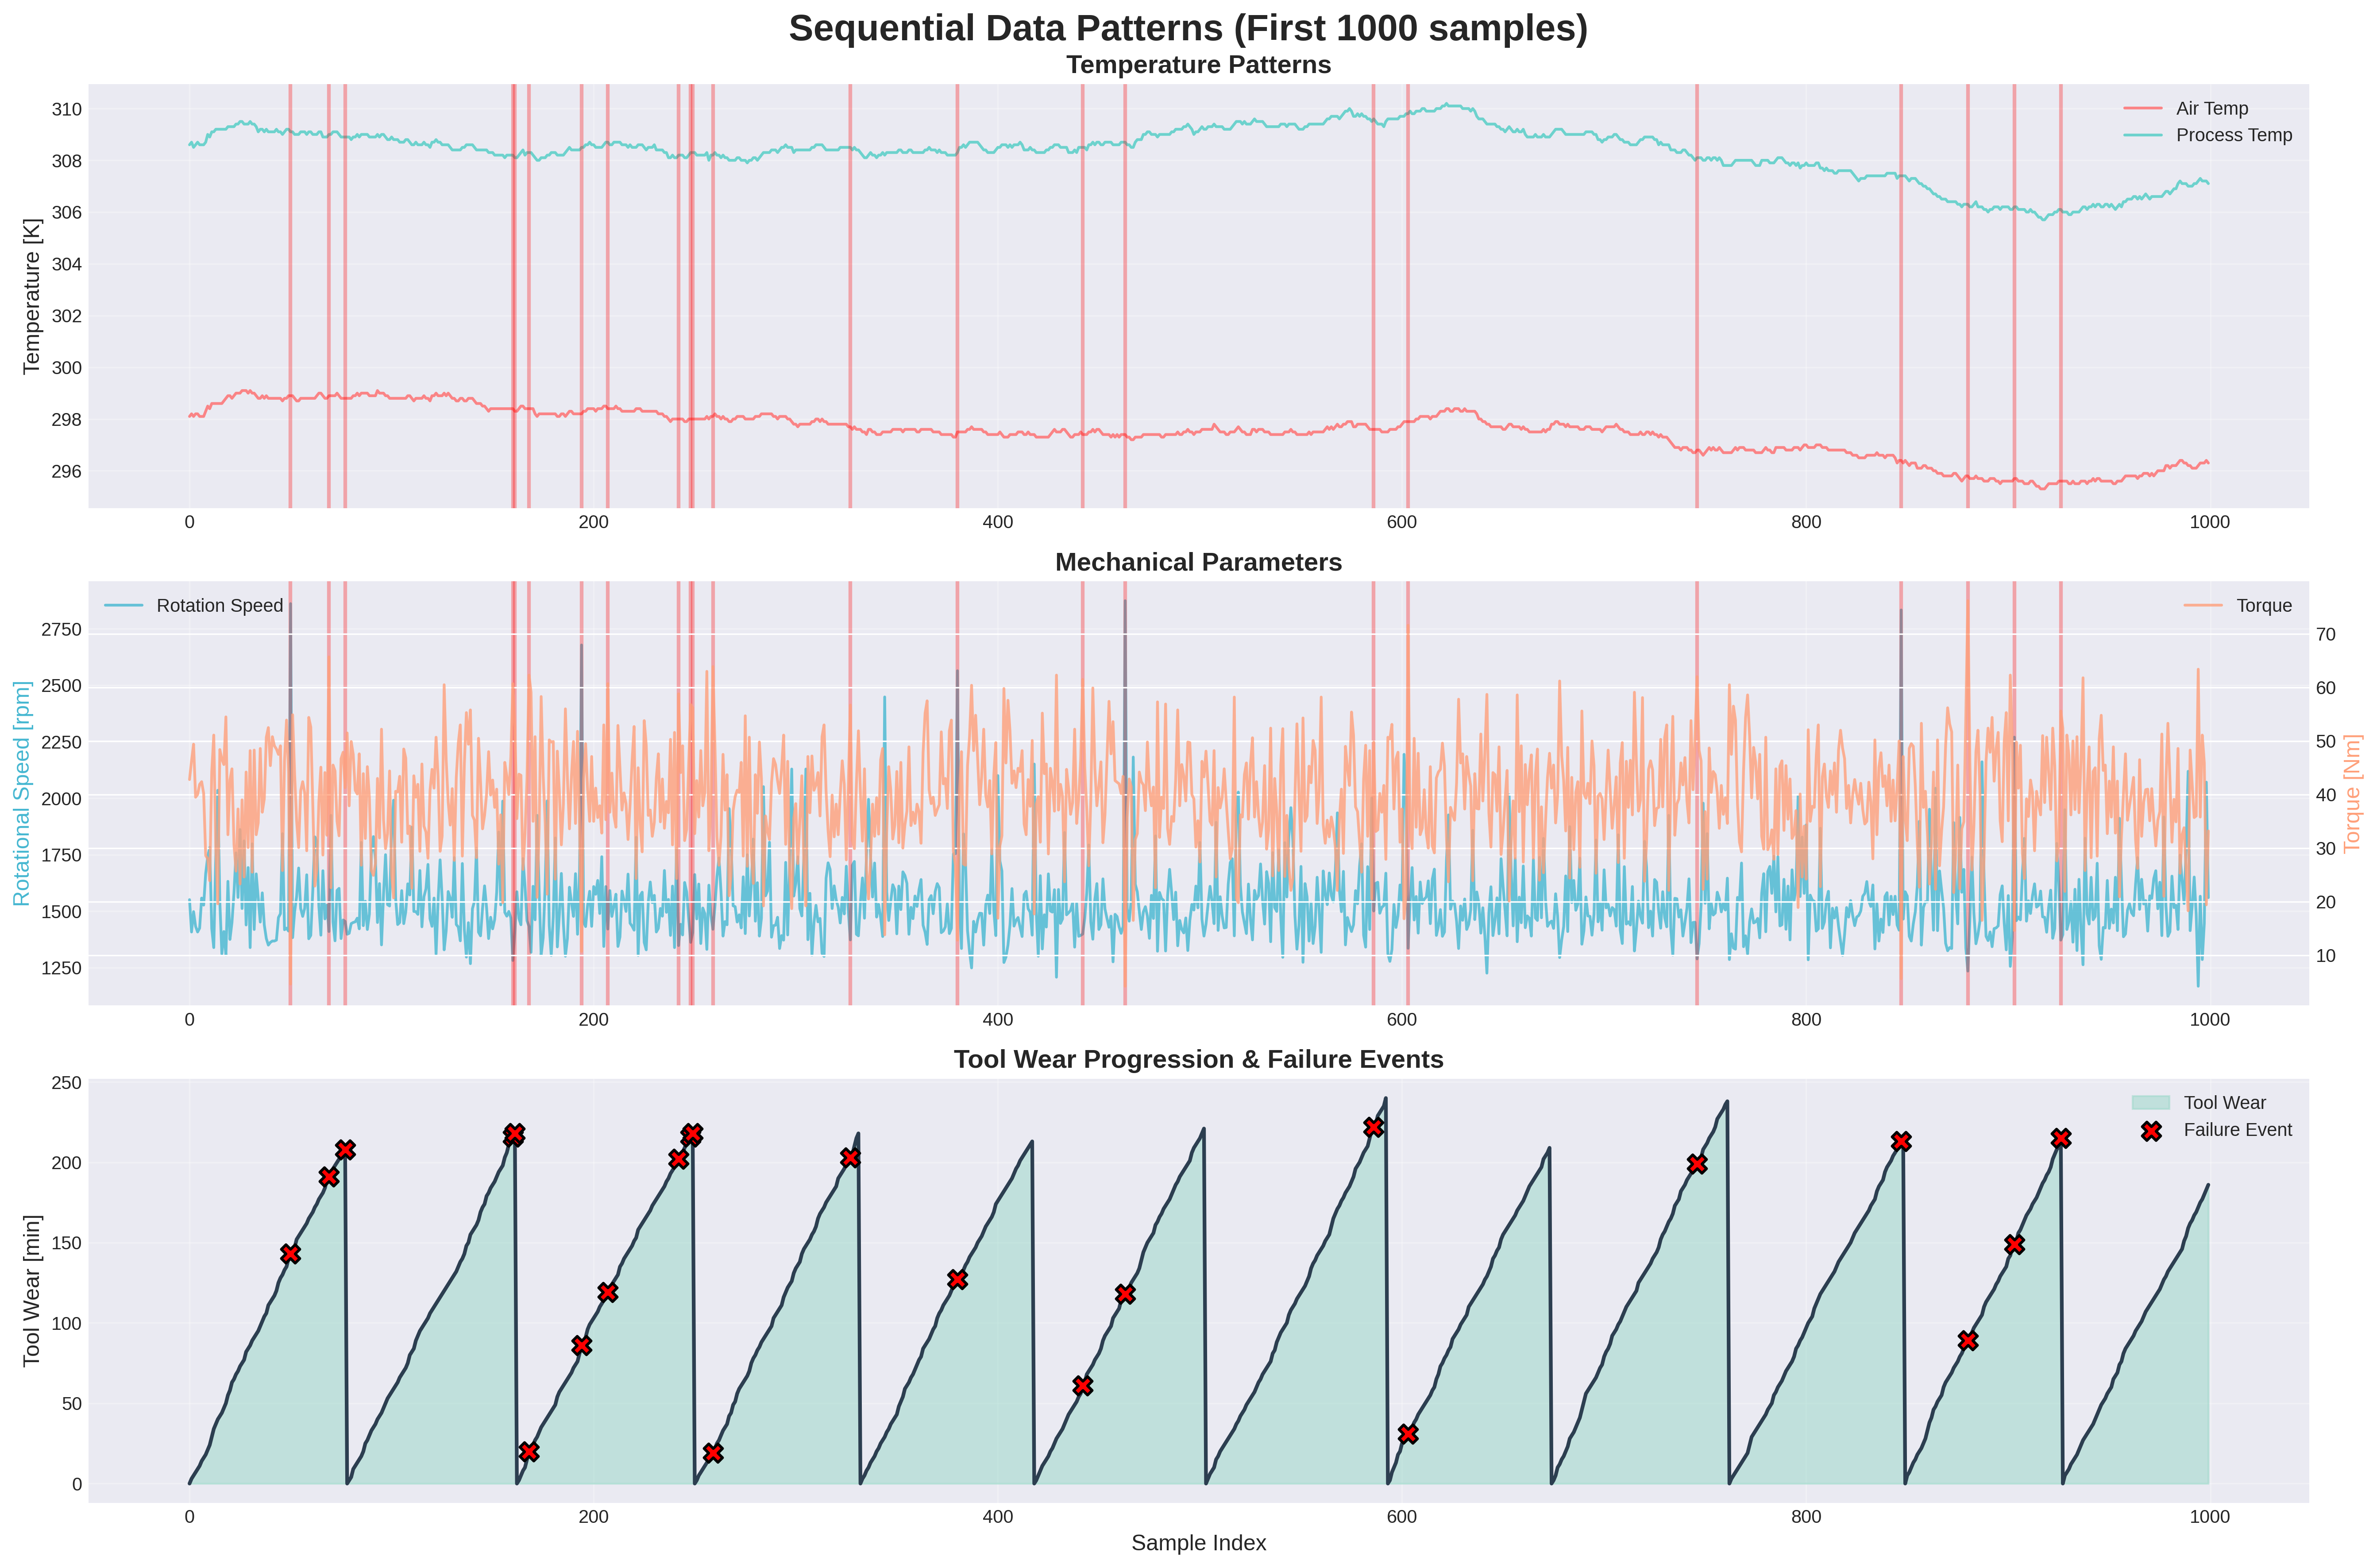 Sequential Data Patterns (First 1000 samples)
Temperature Patterns
Temperature [K]
310
308
306
304
302
300
298
296
Air Temp
Process Temp
0 200 400 600 800 1000
Mechanical Parameters
Rotational Speed [rpm]
2750
2500
2250
2000
1750
1500
1250
Rotation Speed
Torque
70
60
50
40
30
20
10
Torque [Nm]
0 200 400 600 800 1000
Tool Wear Progression & Failure Events
Tool Wear [min]
250
200
150
100
50
0
Tool Wear
Failure Event
0 200 400 600 800 1000
Sample Index